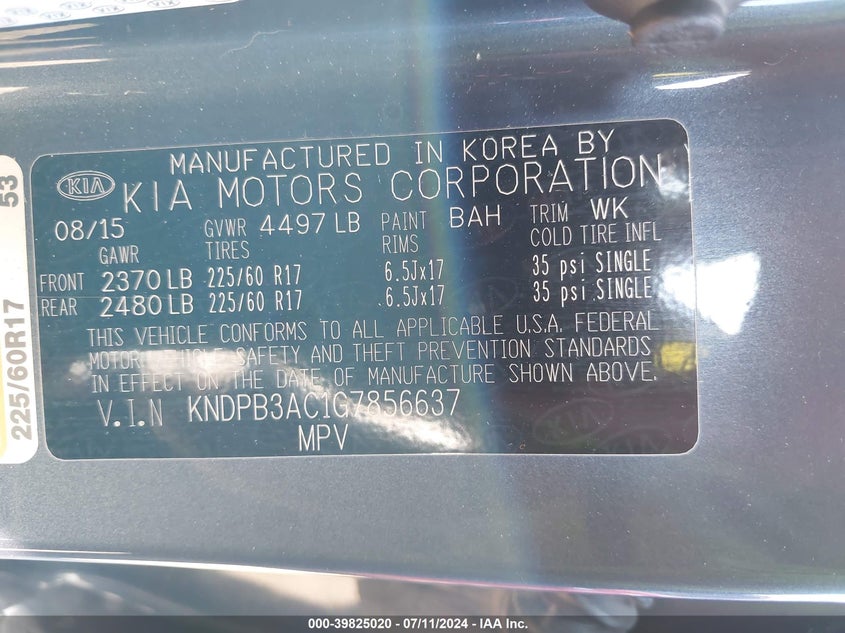 MANUFACTURED IN KOREA BY
KIA KIA MOTORS CORPORATION
08/15 GVWR 4497 LB PAINT BAH TRIM WK
GAWR TIRES RIMS COLD TIRE INFL
FRONT 2370 LB 225/60 R17 6.5Jx17 35 psi SINGLE
REAR 2480 LB 225/60 R17 6.5Jx17 35 psi SINGLE
THIS VEHICLE CONFORMS TO ALL APPLICABLE U.S.A. FEDERAL
MOTOR VEHICLE SAFETY AND THEFT PREVENTION STANDARDS
IN EFFECT ON THE DATE OF MANUFACTURE SHOWN ABOVE.
V.I.N KNDPB3AC1G7856637
MPV
53
225/60R17
000-39825020 - 07/11/2024 - IAA Inc.